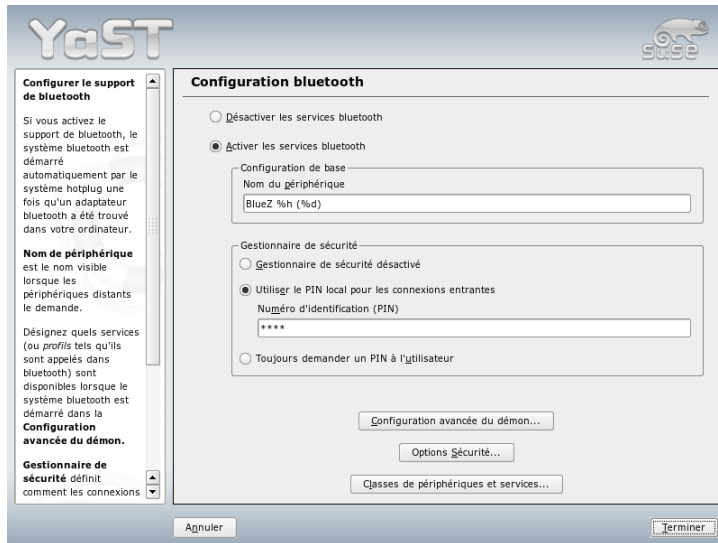 YaST
SUSE
Configurer le support
de bluetooth
Si vous activez le
support de bluetooth, le
système bluetooth est
démarré
automatiquement par le
système hotplug une
fois qu'un adaptateur
bluetooth a été trouvé
dans votre ordinateur.
Nom de périphérique
est le nom visible
lorsque les
périphériques distants
le demande.
Désignez quels services
(ou profils tels qu'ils
sont appelés dans
bluetooth) sont
disponibles lorsque le
système bluetooth est
démarré dans la
Configuration
avancée du démon.
Gestionnaire de
sécurité définit
comment les connexions
Configuration bluetooth
Désactiver les services bluetooth
Activer les services bluetooth
Configuration de base
Nom du périphérique
BlueZ %h (%d)
Gestionnaire de sécurité
Gestionnaire de sécurité désactivé
Utiliser le PIN local pour les connexions entrantes
Numéro d'identification (PIN)
****
Toujours demander un PIN à l'utilisateur
Configuration avancée du démon...
Options Sécurité...
Classes de périphériques et services...
Annuler
Terminer